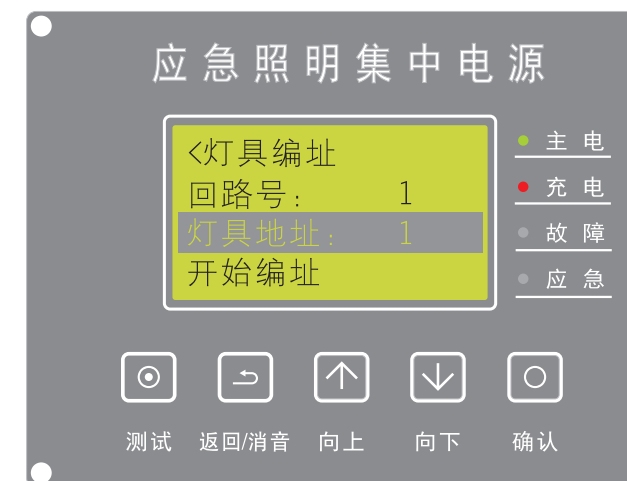 应急照明集中电源
<灯具编址
回路号： 1
灯具地址： 1
开始编址
主电
充电
故障
应急
测试 返回/消音 向上 向下 确认